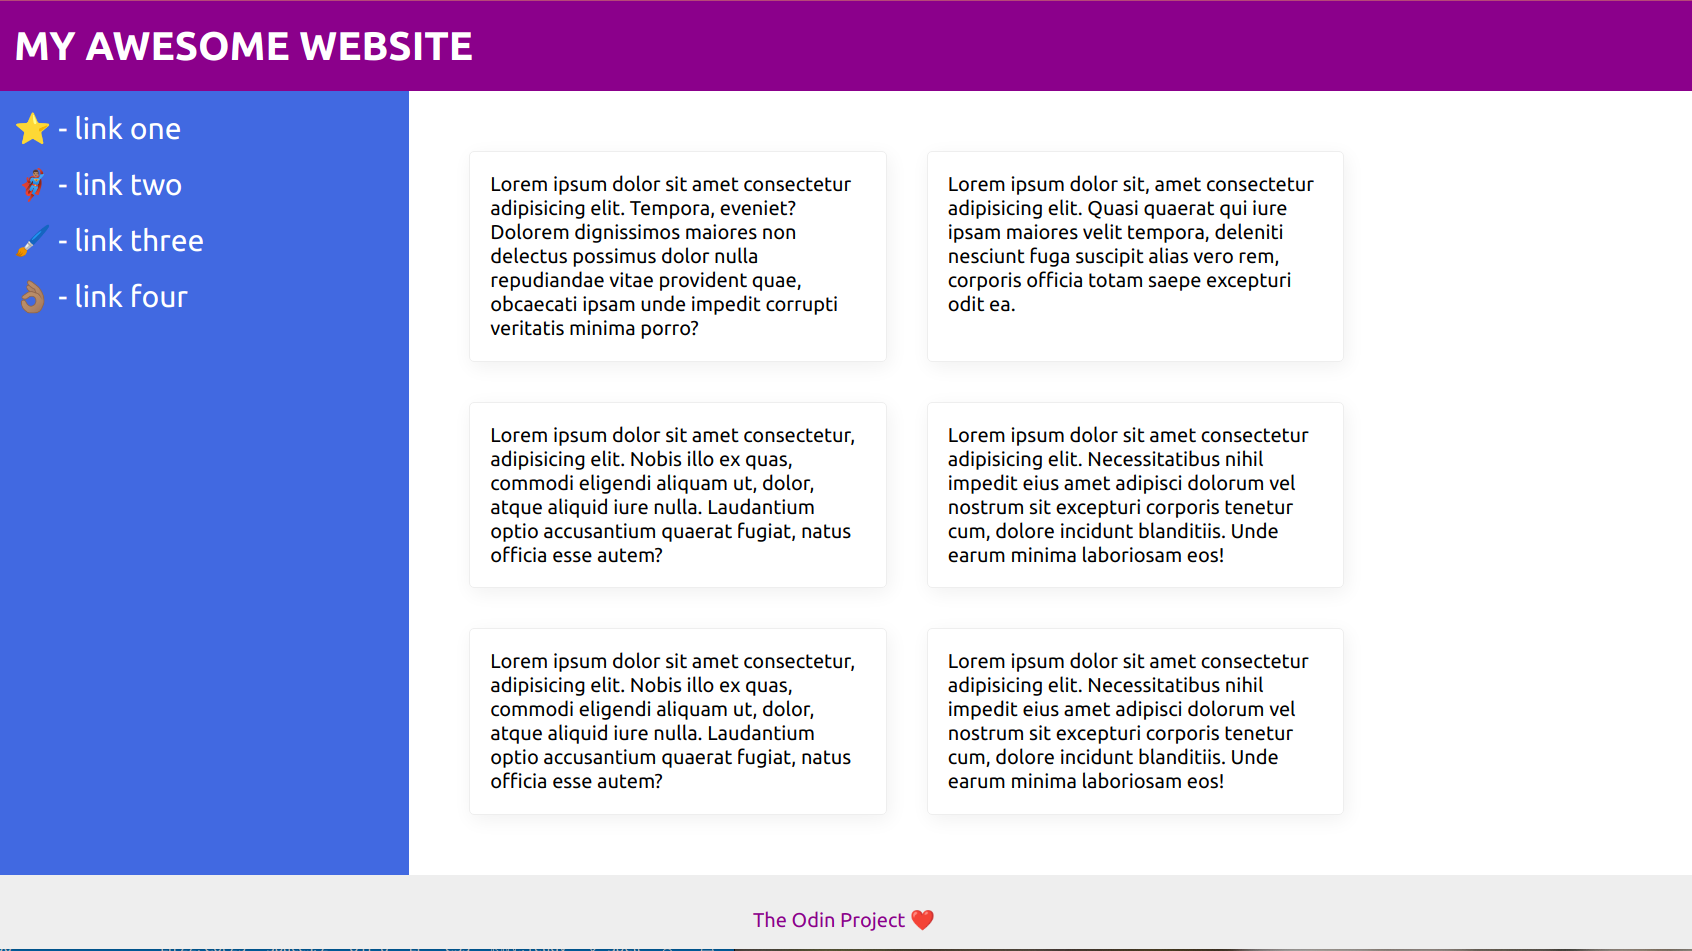 MY AWESOME WEBSITE
⭐ - link one
🦸🏽‍♂️ - link two
🖌️ - link three
👌🏽 - link four
Lorem ipsum dolor sit amet consectetur
adipisicing elit. Tempora, eveniet?
Dolorem dignissimos maiores non
delectus possimus dolor nulla
repudiandae vitae provident quae,
obcaecati ipsam unde impedit corrupti
veritatis minima porro?
Lorem ipsum dolor sit, amet consectetur
adipisicing elit. Quasi quaerat qui iure
ipsam maiores velit tempora, deleniti
nesciunt fuga suscipit alias vero rem,
corporis officia totam saepe excepturi
odit ea.
Lorem ipsum dolor sit amet consectetur,
adipisicing elit. Nobis illo ex quas,
commodi eligendi aliquam ut, dolor,
atque aliquid iure nulla. Laudantium
optio accusantium quaerat fugiat, natus
officia esse autem?
Lorem ipsum dolor sit amet consectetur
adipisicing elit. Necessitatibus nihil
impedit eius amet adipisci dolorum vel
nostrum sit excepturi corporis tenetur
cum, dolore incidunt blanditiis. Unde
earum minima laboriosam eos!
Lorem ipsum dolor sit amet consectetur,
adipisicing elit. Nobis illo ex quas,
commodi eligendi aliquam ut, dolor,
atque aliquid iure nulla. Laudantium
optio accusantium quaerat fugiat, natus
officia esse autem?
Lorem ipsum dolor sit amet consectetur
adipisicing elit. Necessitatibus nihil
impedit eius amet adipisci dolorum vel
nostrum sit excepturi corporis tenetur
cum, dolore incidunt blanditiis. Unde
earum minima laboriosam eos!
The Odin Project ❤️